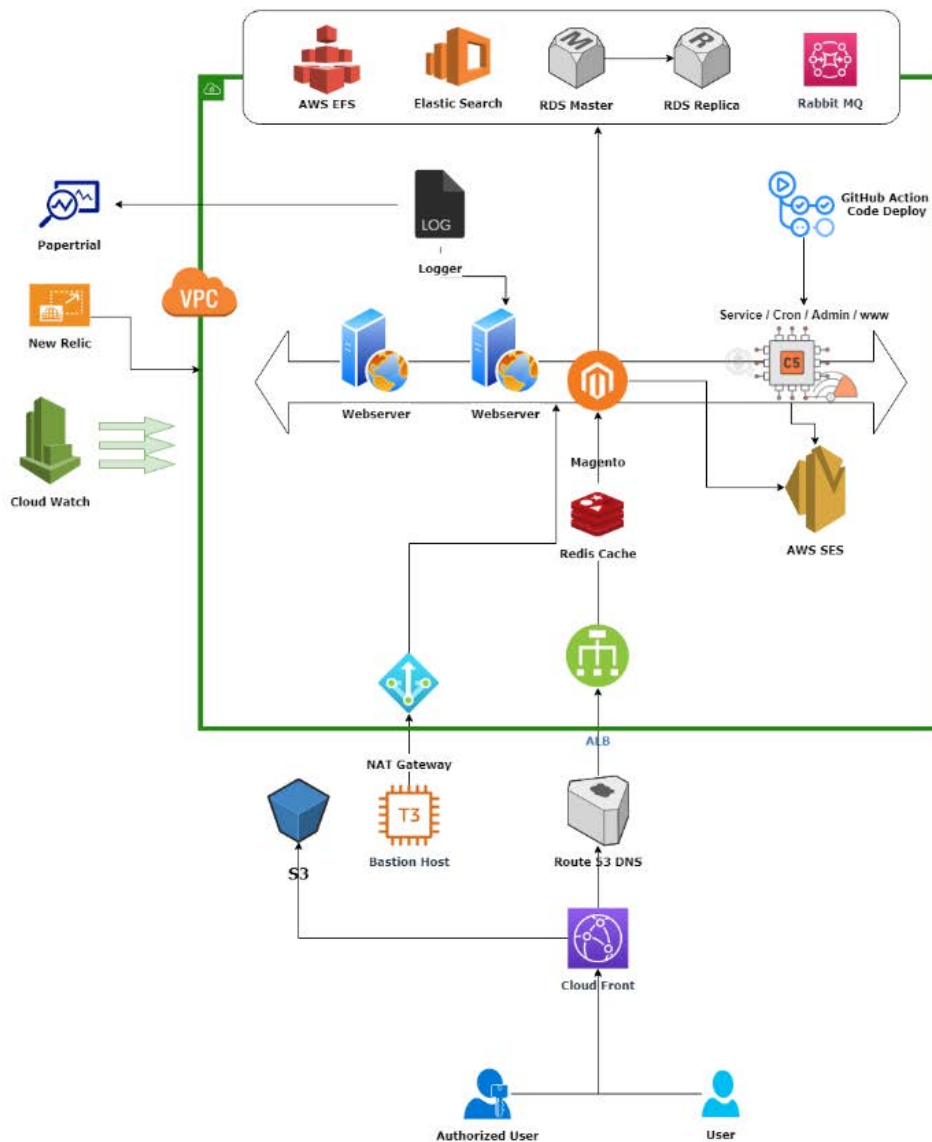 M
R
AWS EFS
Elastic Search
RDS Master
RDS Replica
Rabbit MQ
GitHub Action
Code Deploy
LOG
Logger
Papertrial
VPC
New Relic
Service / Cron / Admin / www
C5
Webserver
Webserver
Cloud Watch
Magento
Redis Cache
AWS SES
ALB
NAT Gateway
T3
Bastion Host
S3
Route 53 DNS
Cloud Front
Authorized User
User